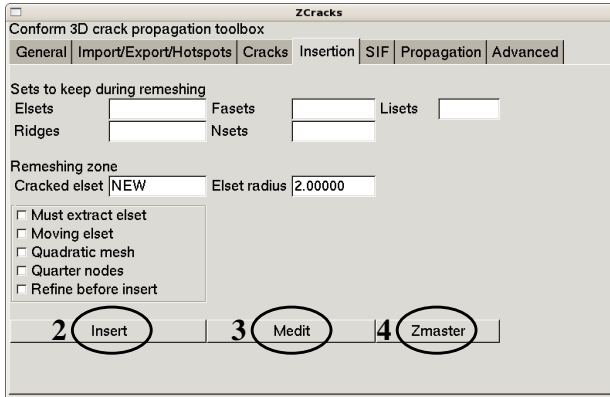 ZCracks
Conform 3D crack propagation toolbox
General Import/Export/Hotspots Cracks Insertion SIF Propagation Advanced
Sets to keep during remeshing
Elsets Fasets Lisets
Ridges Nsets
Remeshing zone
Cracked elset NEW Elset radius 2.00000
Must extract elset
Moving elset
Quadratic mesh
Quarter nodes
Refine before insert
2 Insert 3 Medit 4 Zmaster